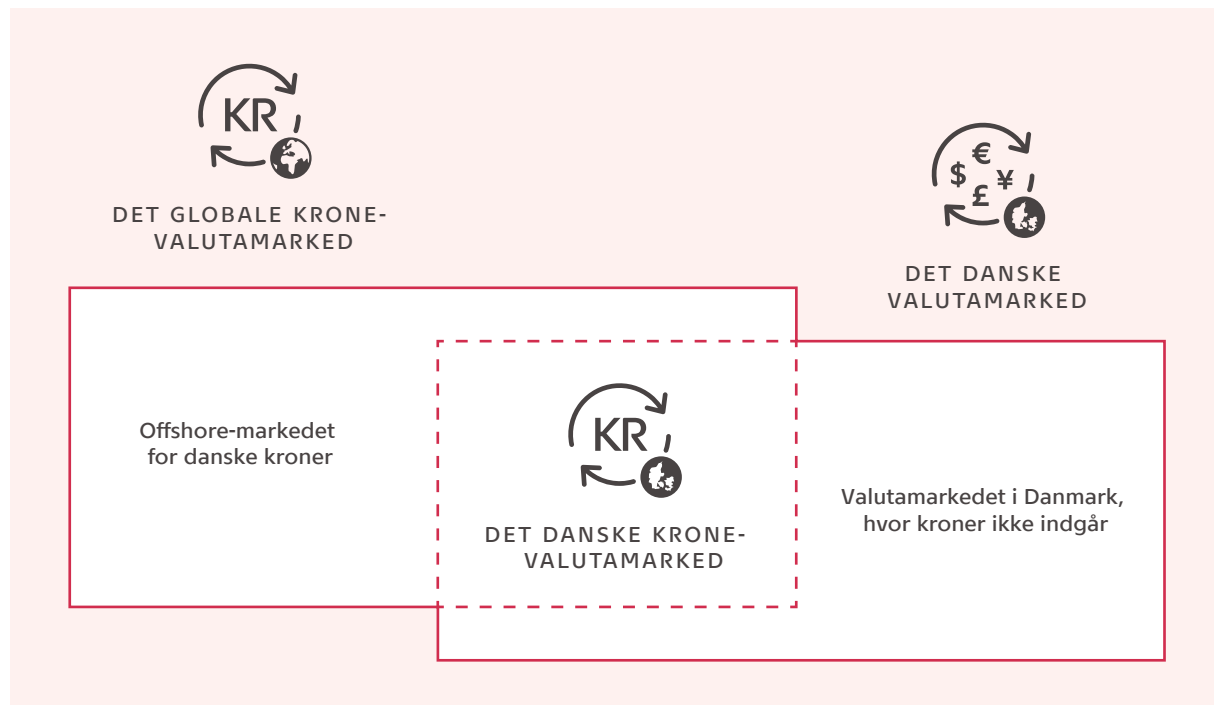 KR
DET GLOBALE KRONE-
VALUTAMARKED
$ € ¥ £
DET DANSKE
VALUTAMARKED
Offshore-markedet
for danske kroner
KR
DET DANSKE KRONE-
VALUTAMARKED
Valutamarkedet i Danmark,
hvor kroner ikke indgår